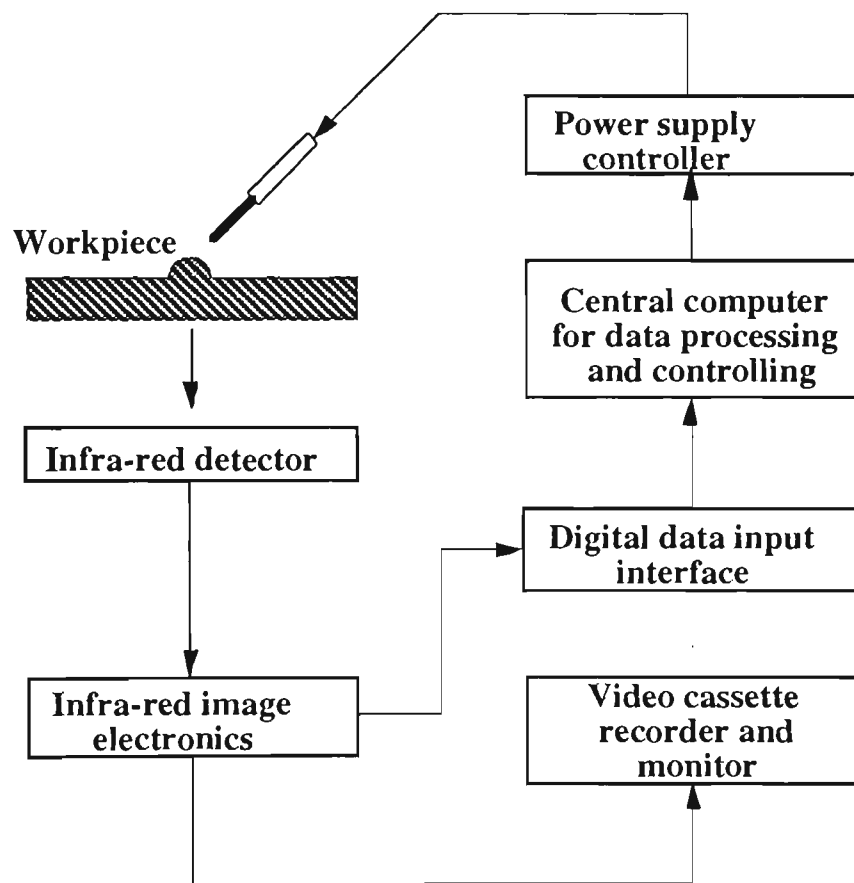 Power supply
controller
Workpiece
Central computer
for data processing
and controlling
Infra-red detector
Digital data input
interface
Infra-red image
electronics
Video cassette
recorder and
monitor